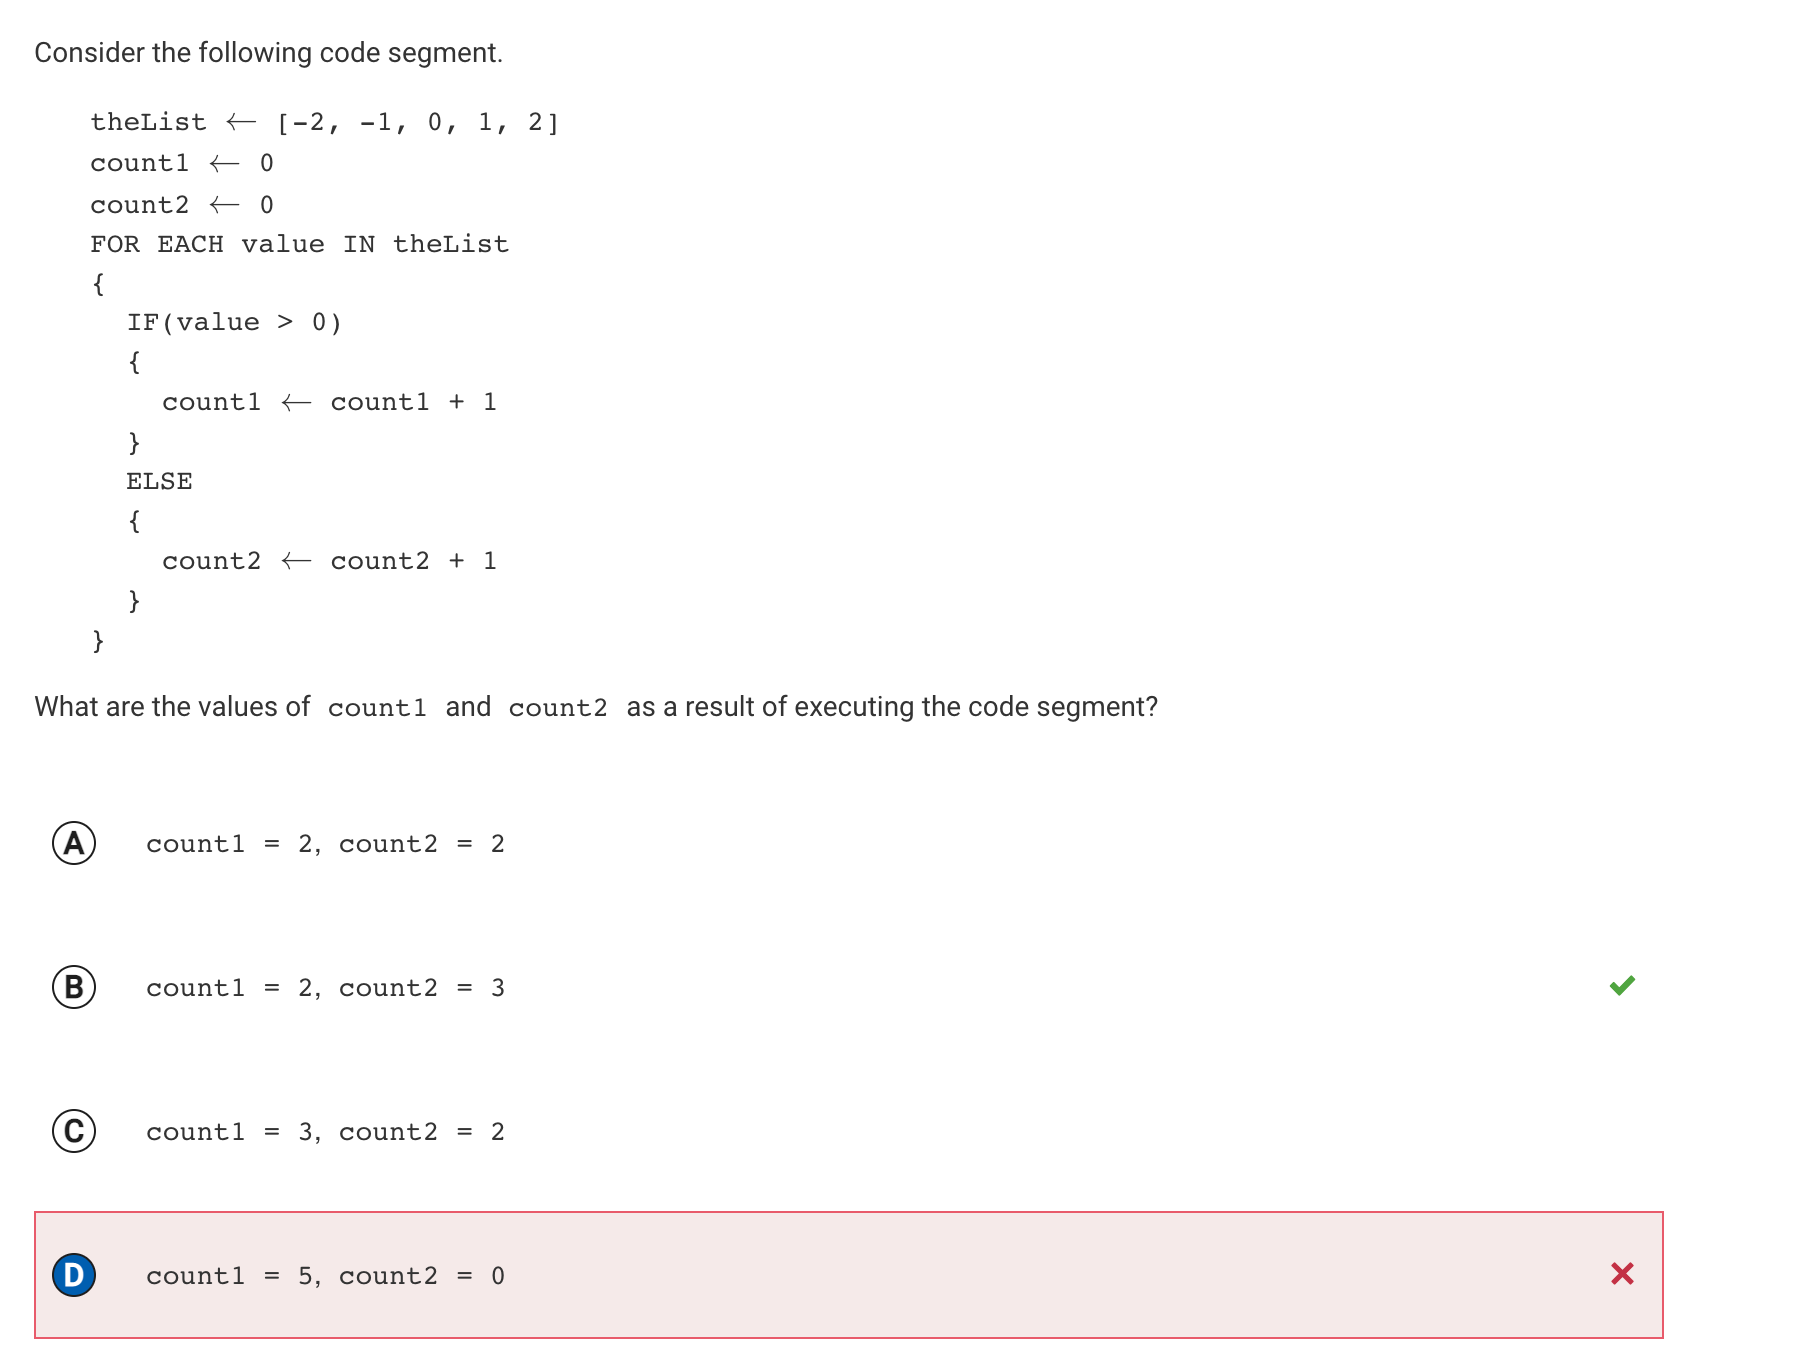 Consider the following code segment.
theList ← [-2, -1, 0, 1, 2]
count1 ← 0
count2 ← 0
FOR EACH value IN theList
{
IF(value > 0)
{
count1 ← count1 + 1
}
ELSE
{
count2 ← count2 + 1
}
}
What are the values of count1 and count2 as a result of executing the code segment?
A count1 = 2, count2 = 2
B count1 = 2, count2 = 3
C count1 = 3, count2 = 2
D count1 = 5, count2 = 0